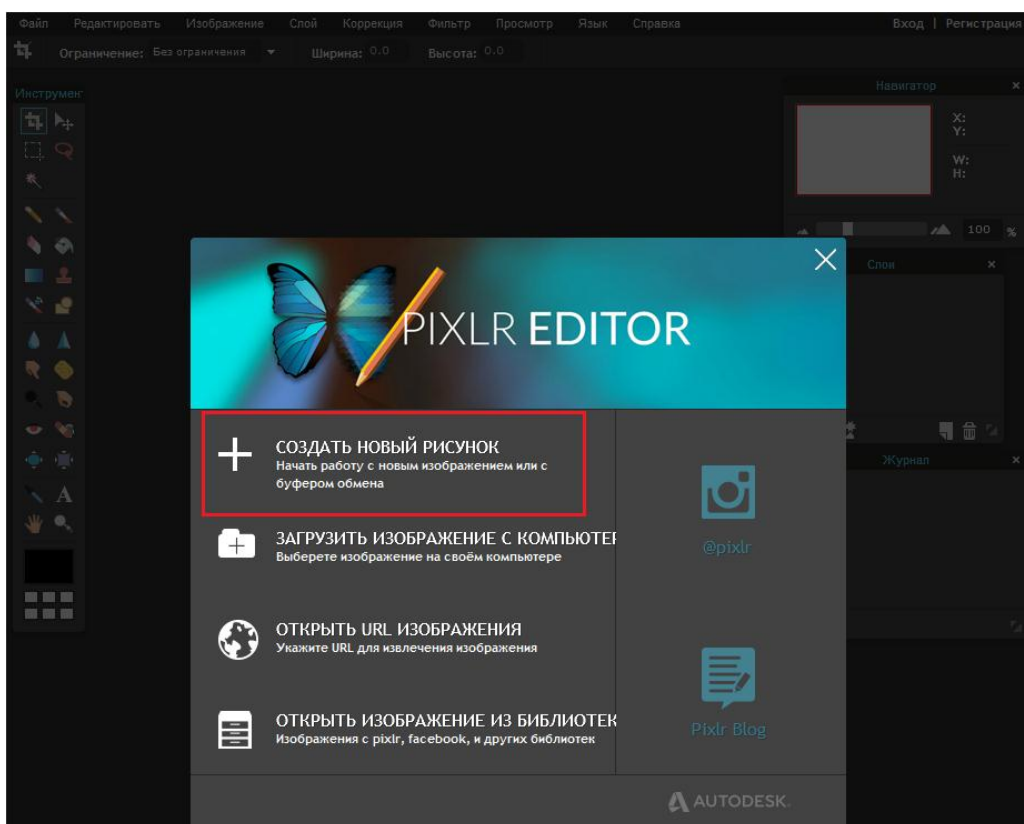 Файл Редактировать Изображение Слой Коррекция Фильтр Просмотр Язык Справка Вход | Регистрация
Ограничение: Без ограничения Ширина: 0.0 Высота: 0.0
Инструмен
Навигатор
X:
Y:
W:
H:
100 %
Слои
Журнал
PIXLR EDITOR
СОЗДАТЬ НОВЫЙ РИСУНОК
Начать работу с новым изображением или с
буфером обмена
ЗАГРУЗИТЬ ИЗОБРАЖЕНИЕ С КОМПЬЮТЕР
Выберете изображение на своём компьютере
ОТКРЫТЬ URL ИЗОБРАЖЕНИЯ
Укажите URL для извлечения изображения
ОТКРЫТЬ ИЗОБРАЖЕНИЕ ИЗ БИБЛИОТЕК
Изображения с pixlr, facebook, и других библиотек
@pixlr
Pixlr Blog
AUTODESK.